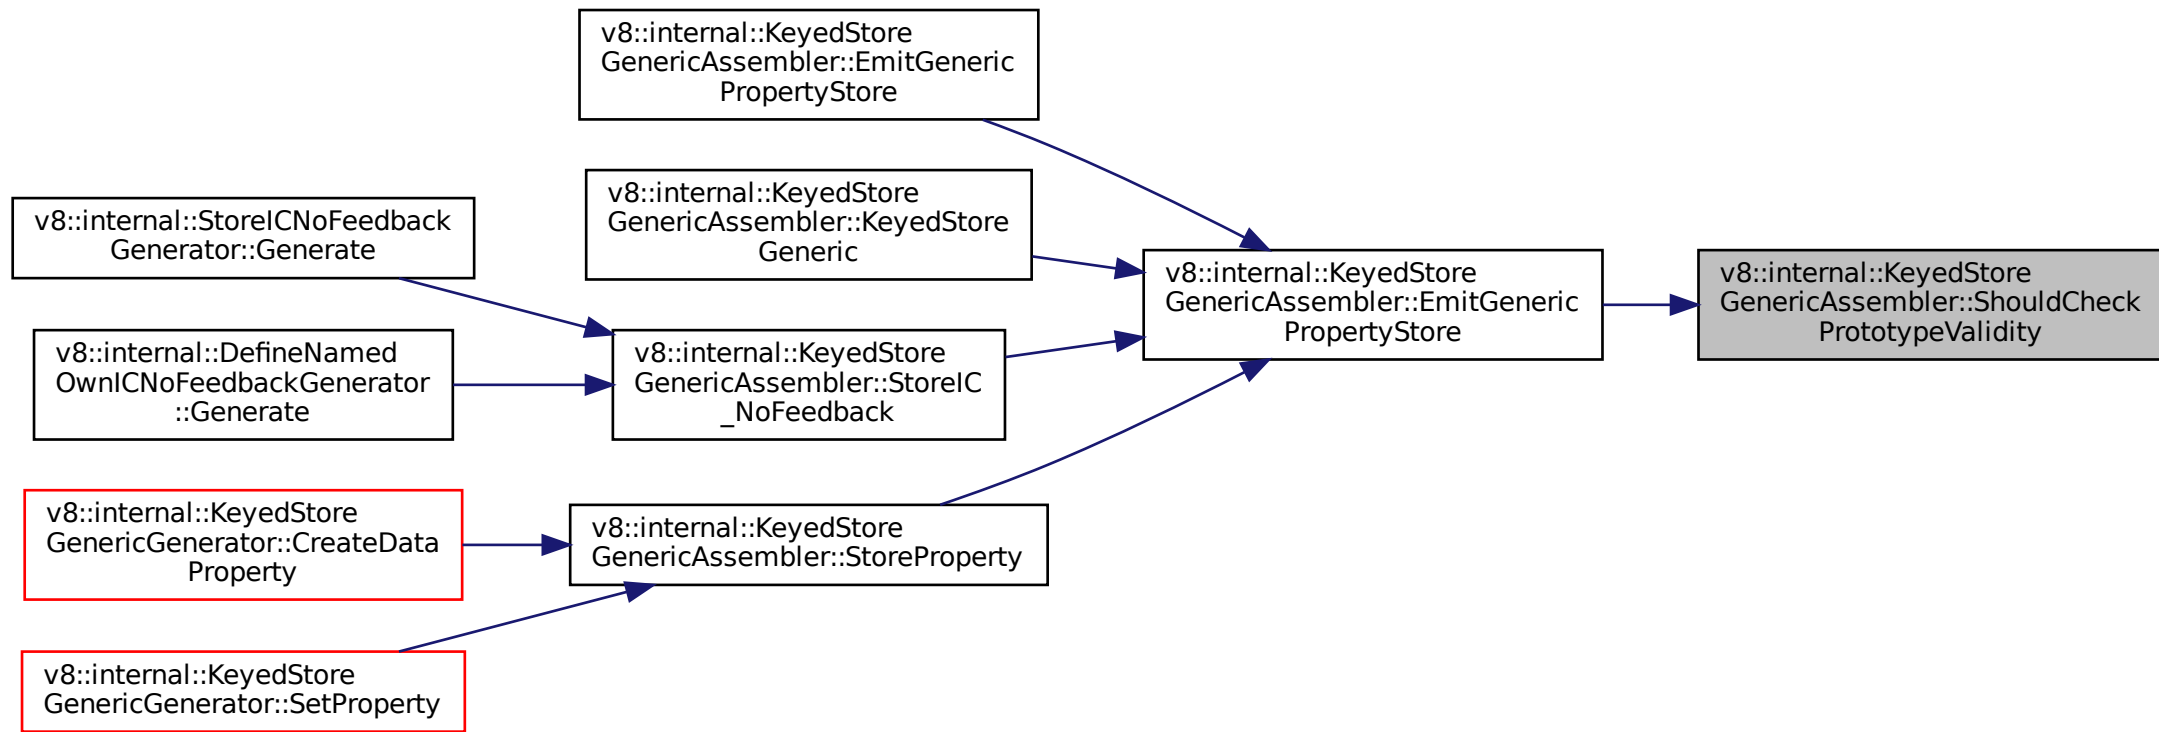 v8::internal::KeyedStore
GenericAssembler::EmitGeneric
PropertyStore
v8::internal::KeyedStore
GenericAssembler::KeyedStore
Generic
v8::internal::StoreICNoFeedback
Generator::Generate
v8::internal::DefineNamed
OwnICNoFeedbackGenerator
::Generate
v8::internal::KeyedStore
GenericAssembler::StoreIC
_NoFeedback
v8::internal::KeyedStore
GenericAssembler::EmitGeneric
PropertyStore
v8::internal::KeyedStore
GenericAssembler::ShouldCheck
PrototypeValidity
v8::internal::KeyedStore
GenericGenerator::CreateData
Property
v8::internal::KeyedStore
GenericAssembler::StoreProperty
v8::internal::KeyedStore
GenericGenerator::SetProperty